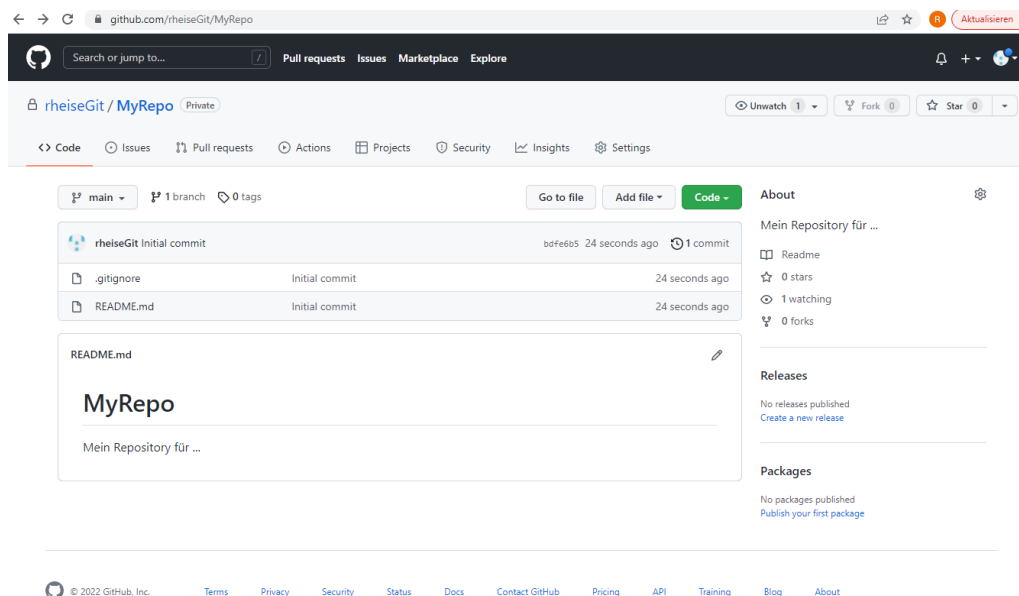 github.com/rheiseGit/MyRepo R Aktualisieren
Search or jump to... / Pull requests Issues Marketplace Explore
rheiseGit / MyRepo Private Unwatch 1 Fork 0 Star 0
Code Issues Pull requests Actions Projects Security Insights Settings
main 1 branch 0 tags Go to file Add file Code
rheiseGit Initial commit bdfe6b5 24 seconds ago 1 commit
.gitignore Initial commit 24 seconds ago
README.md Initial commit 24 seconds ago
README.md
MyRepo
Mein Repository für ...
About
Mein Repository für ...
Readme
0 stars
1 watching
0 forks
Releases
No releases published
Create a new release
Packages
No packages published
Publish your first package
© 2022 GitHub, Inc. Terms Privacy Security Status Docs Contact GitHub Pricing API Training Blog About